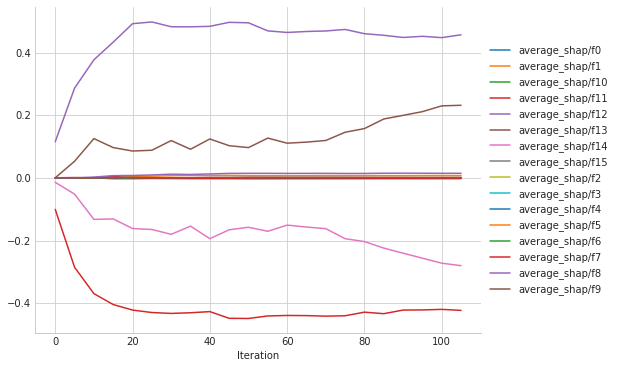 0.4
0.2
0.0
−0.2
−0.4
0
20
40
60
80
100
Iteration
average_shap/f0
average_shap/f1
average_shap/f10
average_shap/f11
average_shap/f12
average_shap/f13
average_shap/f14
average_shap/f15
average_shap/f2
average_shap/f3
average_shap/f4
average_shap/f5
average_shap/f6
average_shap/f7
average_shap/f8
average_shap/f9